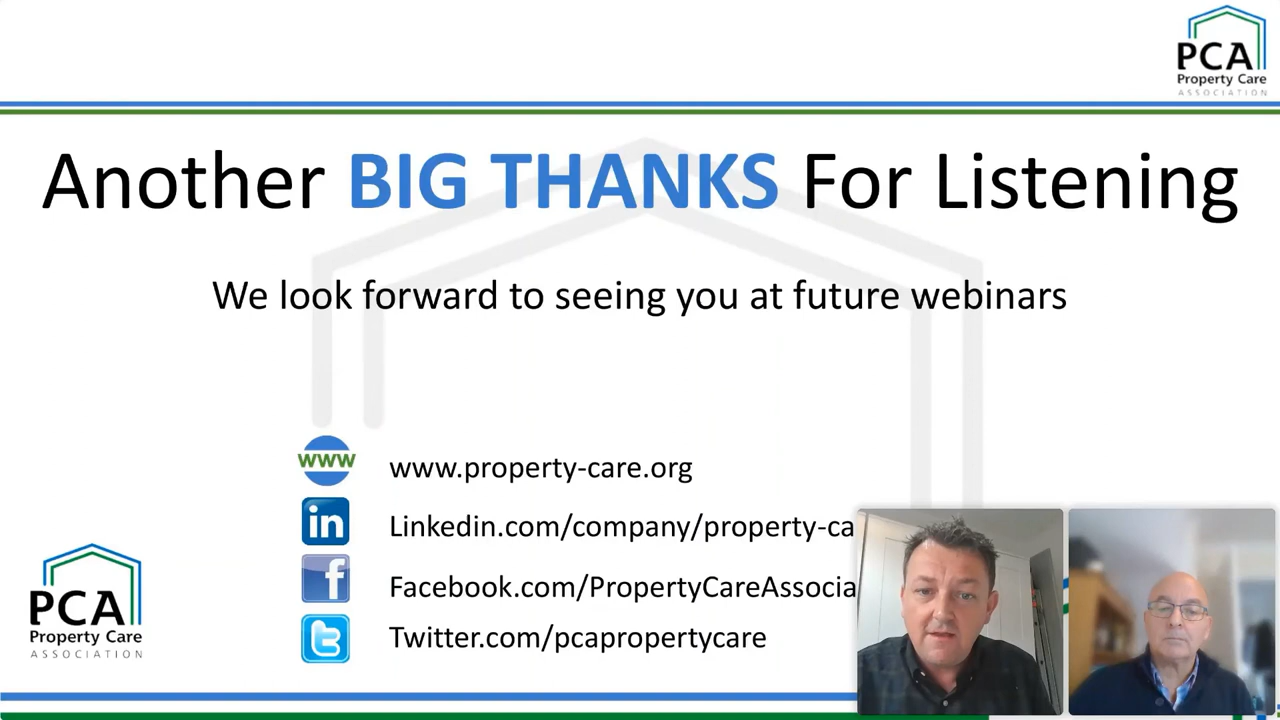 PCA
Property Care
ASSOCIATION
Another BIG THANKS For Listening
We look forward to seeing you at future webinars
www
www.property-care.org
in
Linkedin.com/company/property-ca
f
Facebook.com/PropertyCareAssocia
t
Twitter.com/pcapropertycare
PCA
Property Care
ASSOCIATION